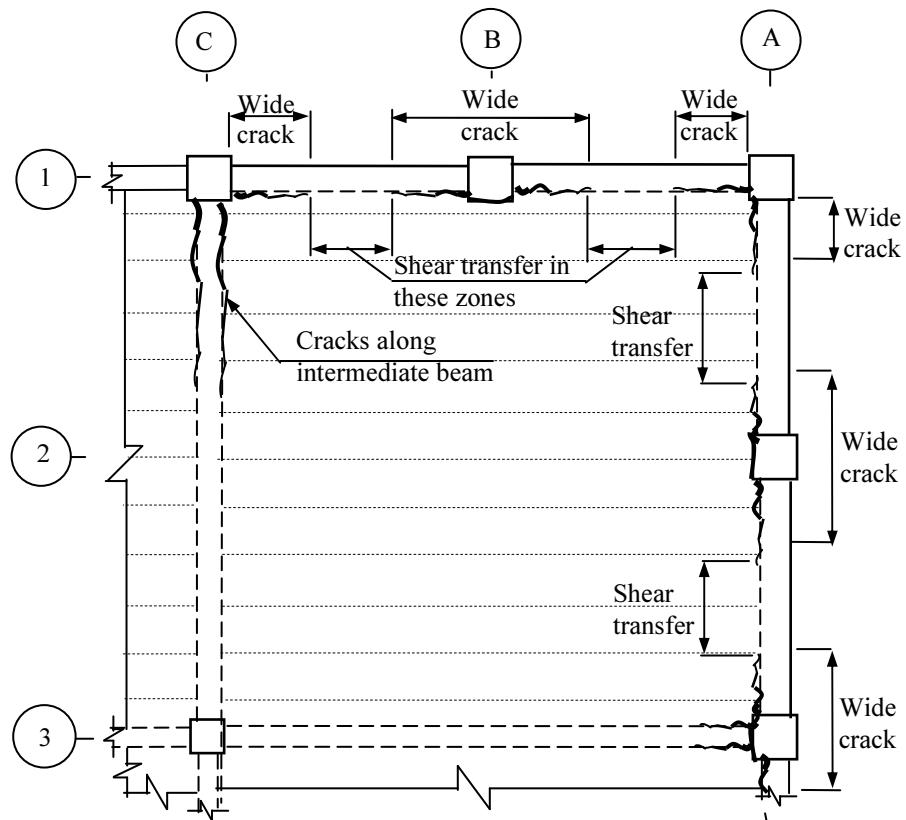 C
B
A
Wide
crack
Wide
crack
Wide
crack
1
Wide
crack
Shear transfer in
these zones
Shear
transfer
Cracks along
intermediate beam
2
Wide
crack
Shear
transfer
Wide
crack
3